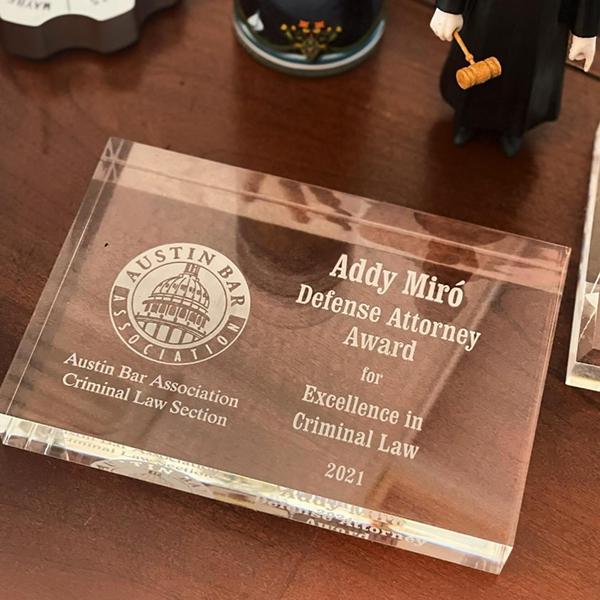 MAYBE
AUSTIN BAR
ASSOCIATION
Austin Bar Association
Criminal Law Section
Addy Miró
Defense Attorney
Award
for
Excellence in
Criminal Law
2021